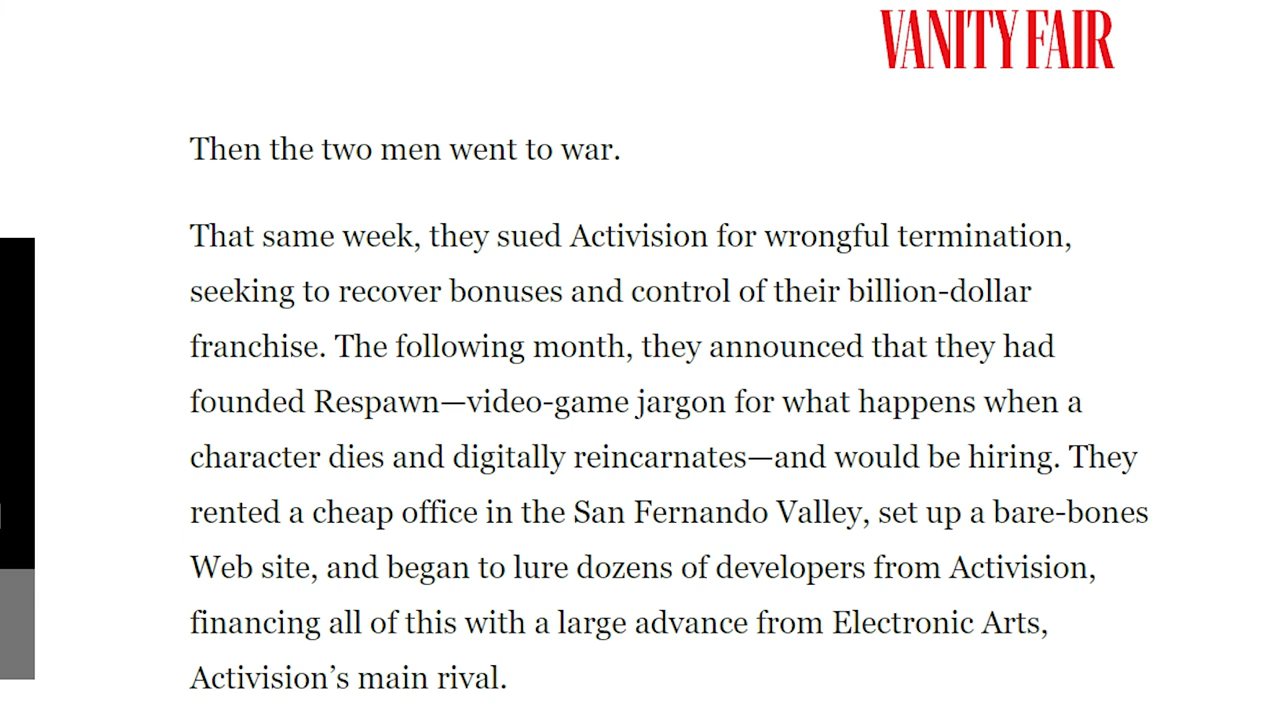 VANITY FAIR
Then the two men went to war.
That same week, they sued Activision for wrongful termination,
seeking to recover bonuses and control of their billion-dollar
franchise. The following month, they announced that they had
founded Respawn—video-game jargon for what happens when a
character dies and digitally reincarnates—and would be hiring. They
rented a cheap office in the San Fernando Valley, set up a bare-bones
Web site, and began to lure dozens of developers from Activision,
financing all of this with a large advance from Electronic Arts,
Activision’s main rival.